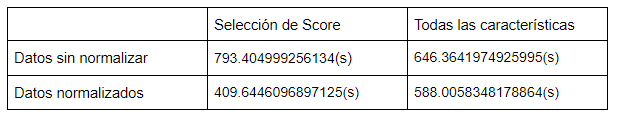 Selección de Score Todas las características
Datos sin normalizar 793.404999256134(s) 646.3641974925995(s)
Datos normalizados 409.6446096897125(s) 588.0058348178864(s)